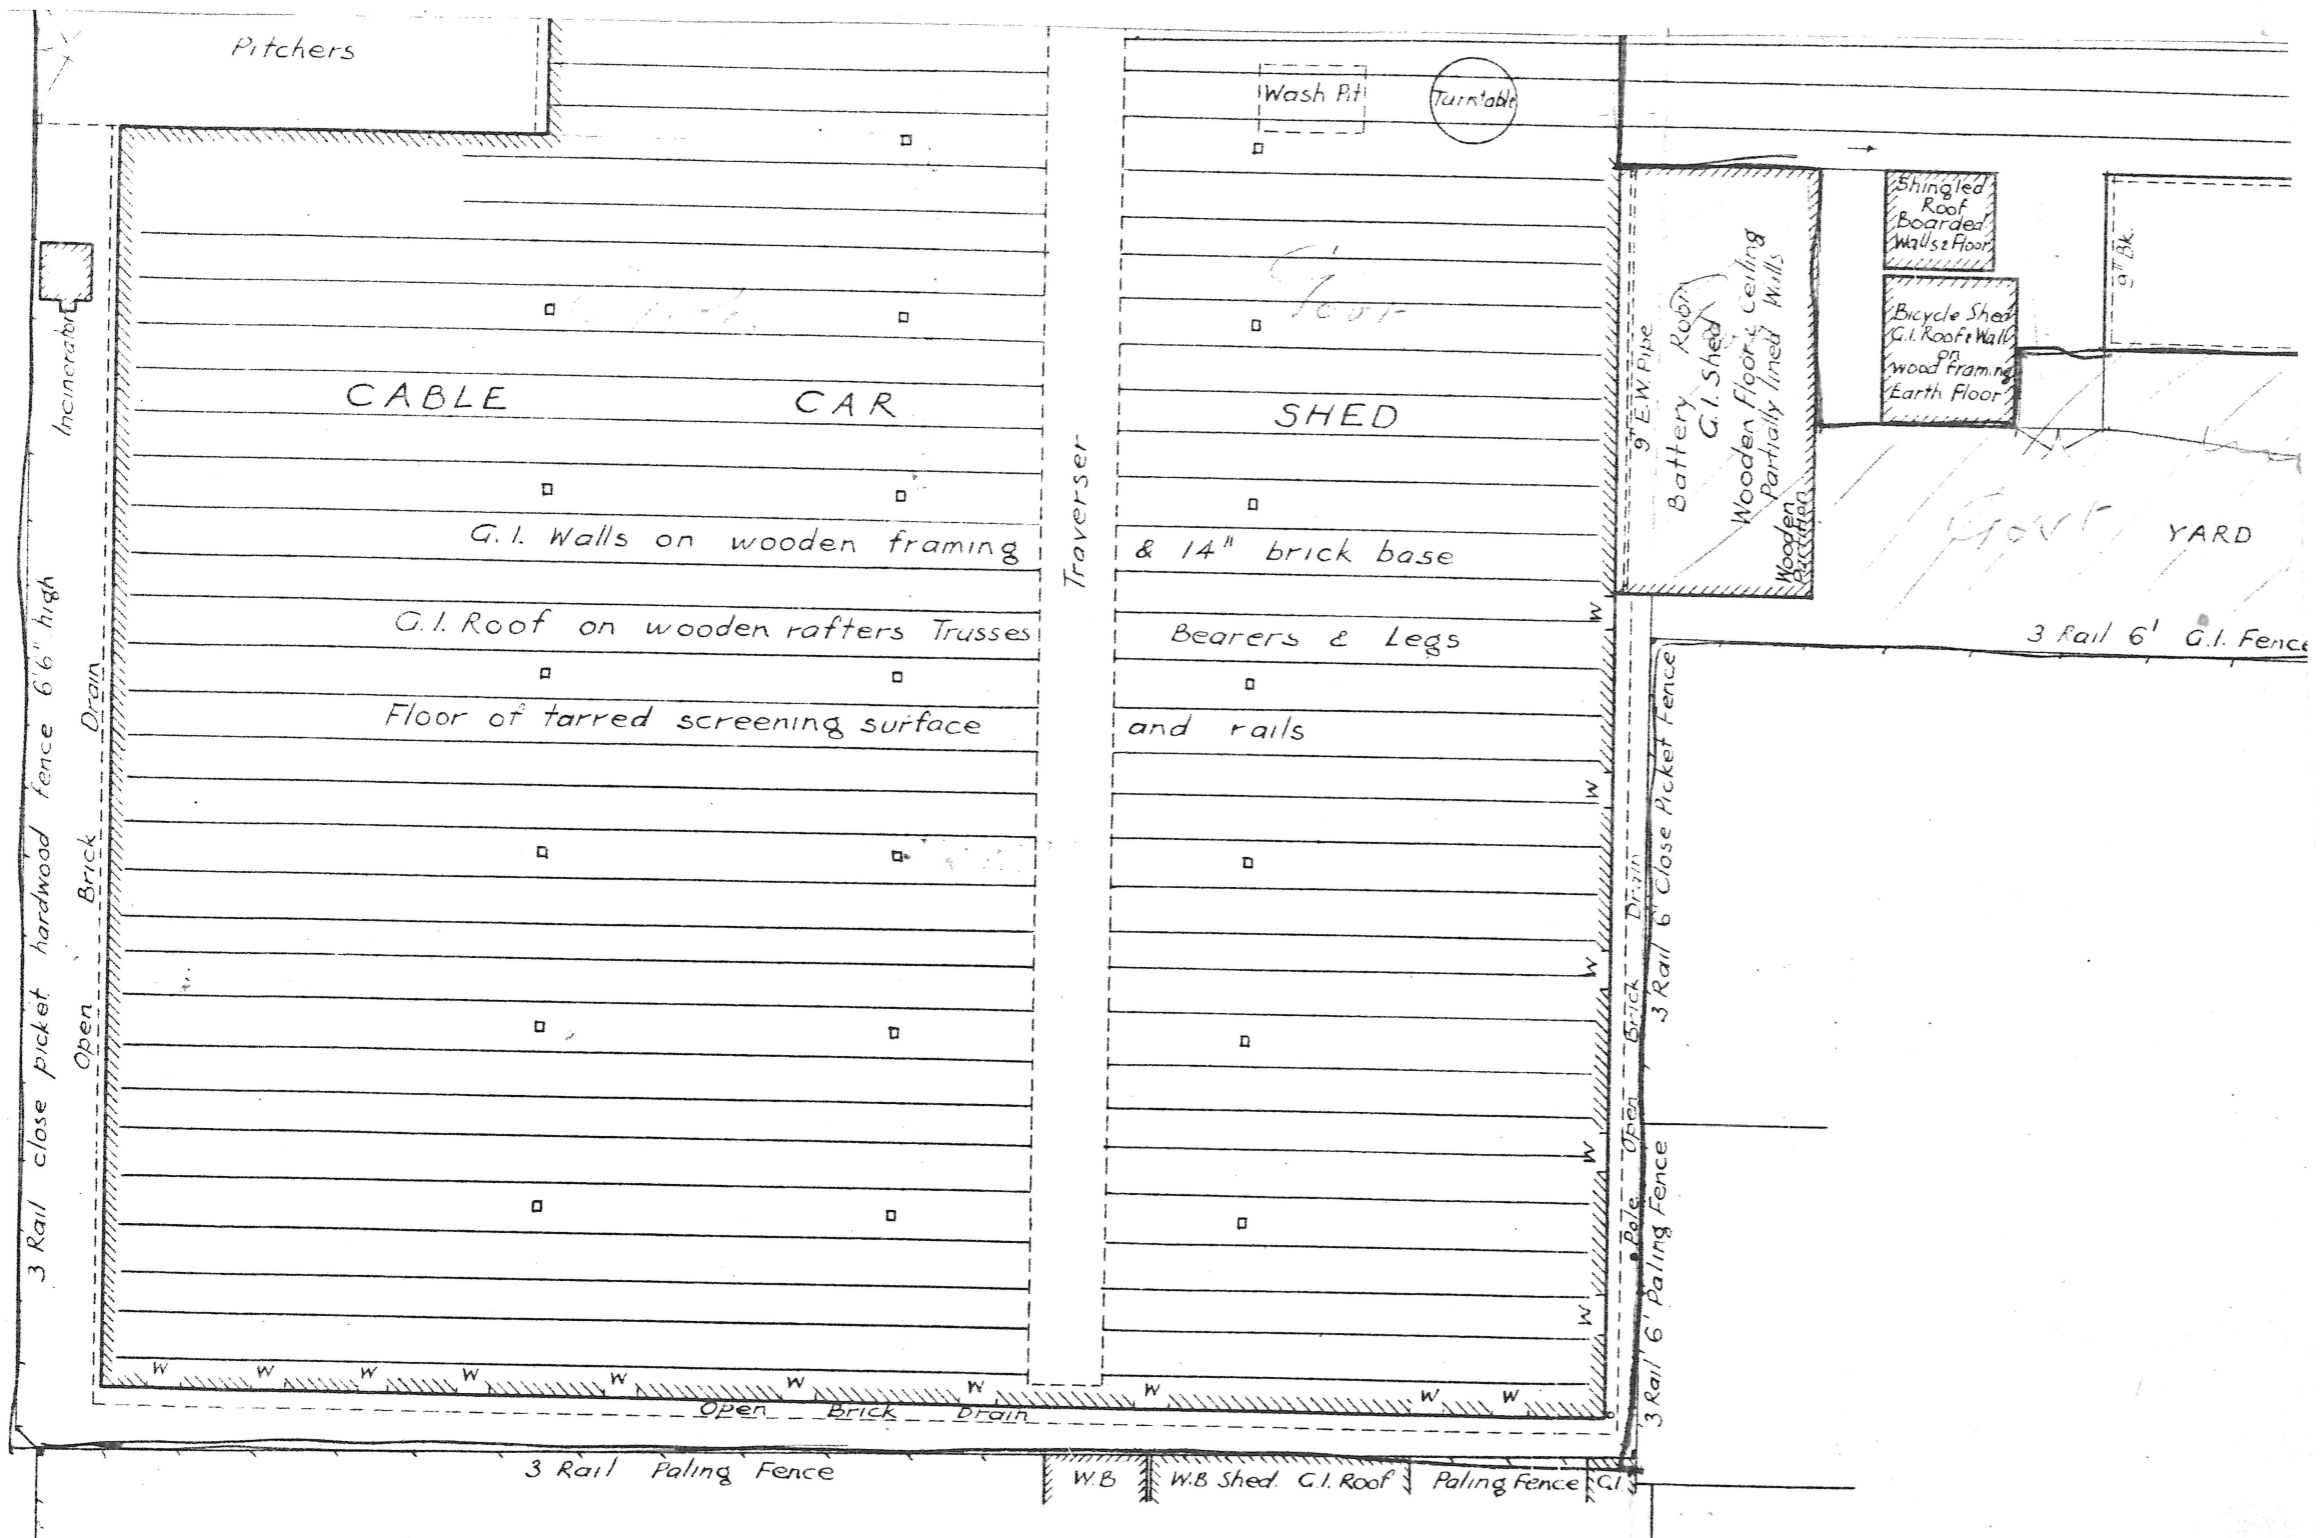 Pitchers
Wash Pit
Turntable
Shingled
Roof
Boarded
Walls & Floor
9" Bk.
Incinerator
Bicycle Shed
G.I. Roof & Wall
on
wood framing
Earth Floor
9" E.W. Pipe
Battery Room
G.I. Shed
Wooden Floor & Ceiling
Partially lined Walls
Wooden
Partition
CABLE CAR SHED
Traverser
Govt
Govt
YARD
G.I. Walls on wooden framing & 14" brick base
G.I. Roof on wooden rafters Trusses Bearers & Legs
Floor of tarred screening surface and rails
3 Rail 6' G.I. Fence
3 Rail close picket hardwood fence 6'6" high
Open Brick Drain
W
W
W
W
W
3 Rail 6' Close Picket Fence
Pole Open Brick Drain
3 Rail 6' Paling Fence
W W W W W W W W W W
Open Brick Drain
3 Rail Paling Fence
W.B
W.B Shed. G.I. Roof
Paling Fence
G.I.